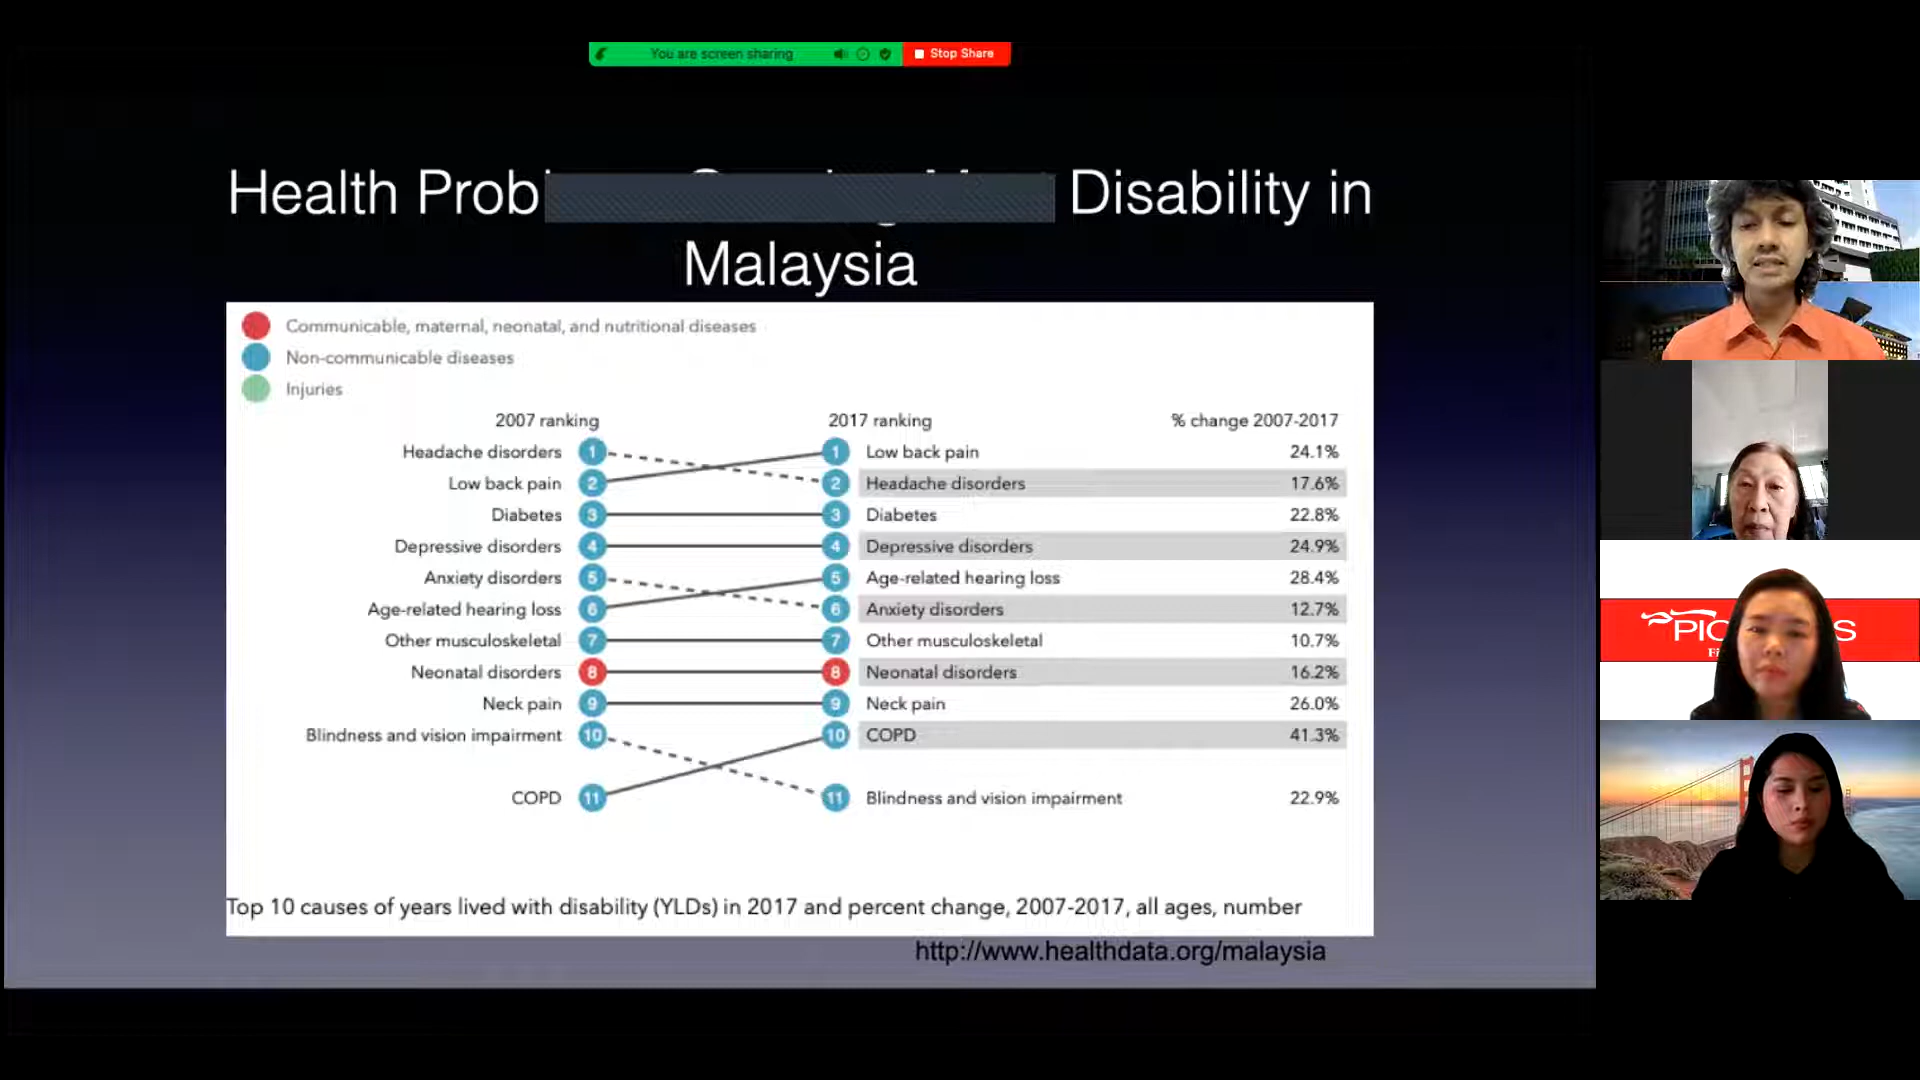 You are screen sharing
Stop Share
Health Prob Disability in
Malaysia
Communicable, maternal, neonatal, and nutritional diseases
Non-communicable diseases
Injuries
2007 ranking 2017 ranking % change 2007-2017
Headache disorders 1 1 Low back pain 24.1%
Low back pain 2 2 Headache disorders 17.6%
Diabetes 3 3 Diabetes 22.8%
Depressive disorders 4 4 Depressive disorders 24.9%
Anxiety disorders 5 5 Age-related hearing loss 28.4%
Age-related hearing loss 6 6 Anxiety disorders 12.7%
Other musculoskeletal 7 7 Other musculoskeletal 10.7%
Neonatal disorders 8 8 Neonatal disorders 16.2%
Neck pain 9 9 Neck pain 26.0%
Blindness and vision impairment 10 10 COPD 41.3%
COPD 11 11 Blindness and vision impairment 22.9%
Top 10 causes of years lived with disability (YLDs) in 2017 and percent change, 2007-2017, all ages, number
http://www.healthdata.org/malaysia